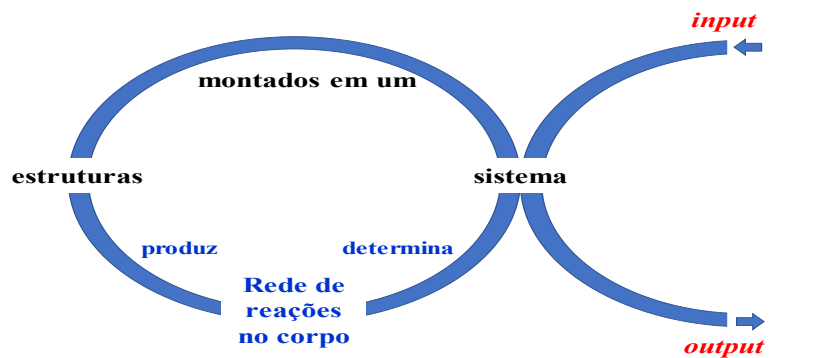 input
montados em um
estruturas
sistema
produz
determina
Rede de
reações
no corpo
output